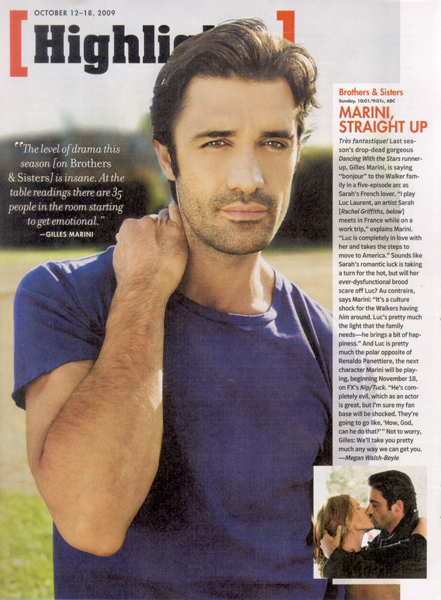 OCTOBER 12–18, 2009
[Highlights]
“The level of drama this
season [on Brothers
& Sisters] is insane. At the
table readings there are 35
people in the room starting
to get emotional.”
—GILLES MARINI
Brothers & Sisters
Sunday, 10:01/9:01c, ABC
MARINI,
STRAIGHT UP
Très fantastique! Last sea-
son's drop-dead gorgeous
Dancing With the Stars runner-
up, Gilles Marini, is saying
"bonjour" to the Walker fam-
ily in a five-episode arc as
Sarah's French lover. "I play
Luc Laurent, an artist Sarah
[Rachel Griffiths, below]
meets in France while on a
work trip," explains Marini.
"Luc is completely in love with
her and takes the steps to
move to America." Sounds like
Sarah's romantic luck is taking
a turn for the hot, but will her
ever-dysfunctional brood
scare off Luc? Au contraire,
says Marini: "It's a culture
shock for the Walkers having
him around. Luc's pretty much
the light that the family
needs—he brings a bit of hap-
piness." And Luc is pretty
much the polar opposite of
Renaldo Panettiere, the next
character Marini will be play-
ing, beginning November 18,
on FX's Nip/Tuck. "He's com-
pletely evil, which as an actor
is great, but I'm sure my fan
base will be shocked. They're
going to go like, 'How, God,
can he do that?'" Not to worry,
Gilles: We'll take you pretty
much any way we can get you.
—Megan Walsh-Boyle